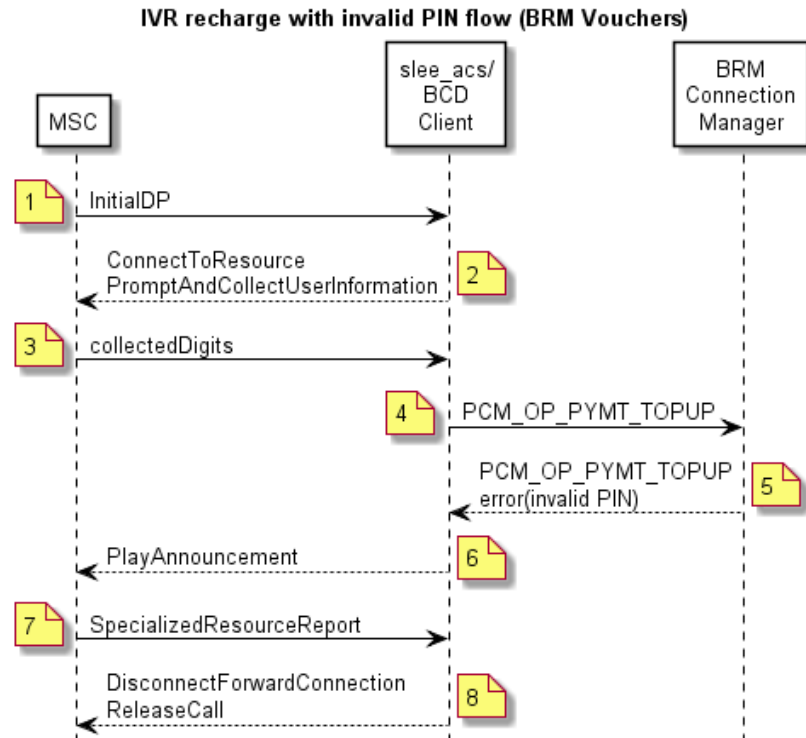 IVR recharge with invalid PIN flow (BRM Vouchers)
MSC
slee_acs/
BCD
Client
BRM
Connection
Manager
1
InitialDP
ConnectToResource
PromptAndCollectUserInformation
2
3
collectedDigits
4
PCM_OP_PYMT_TOPUP
PCM_OP_PYMT_TOPUP
error(invalid PIN)
5
PlayAnnouncement
6
7
SpecializedResourceReport
DisconnectForwardConnection
ReleaseCall
8